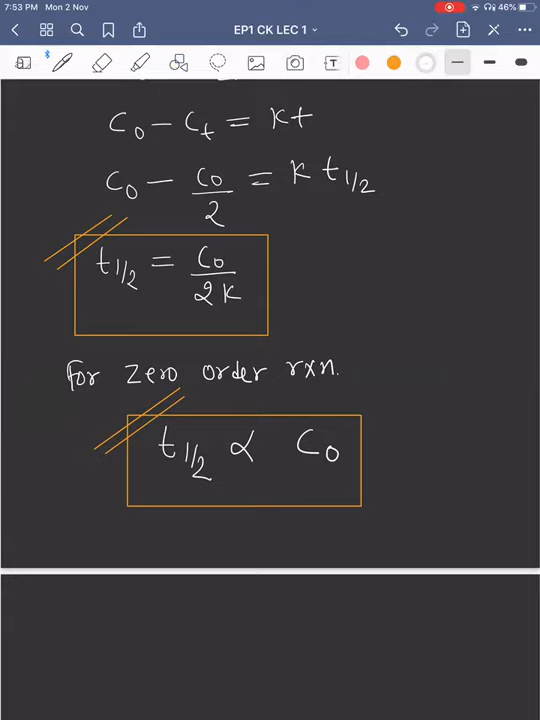 7:53 PM Mon 2 Nov 46%
EP1 CK LEC 1
C₀ − Cₜ = Kt
C₀ − C₀/2 = K t1/2
t1/2 = C₀/2K
For zero order rxn.
t1/2 ∝ C₀